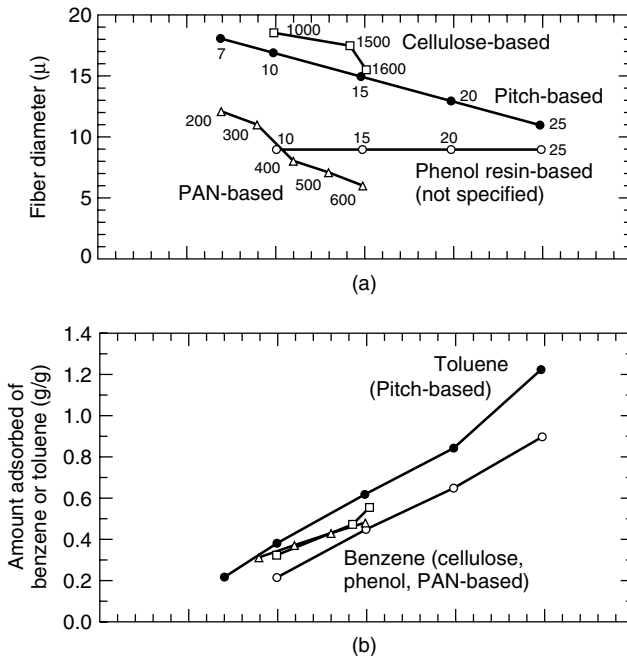 20
15
10
5
0
Fiber diameter (μ)
1000
1500
1600
Cellulose-based
7
10
15
20
25
Pitch-based
200
300
400
500
600
PAN-based
10
15
20
25
Phenol resin-based
(not specified)
(a)
1.4
1.2
1.0
0.8
0.6
0.4
0.2
0.0
Amount adsorbed of
benzene or toluene (g/g)
Toluene
(Pitch-based)
Benzene (cellulose,
phenol, PAN-based)
(b)